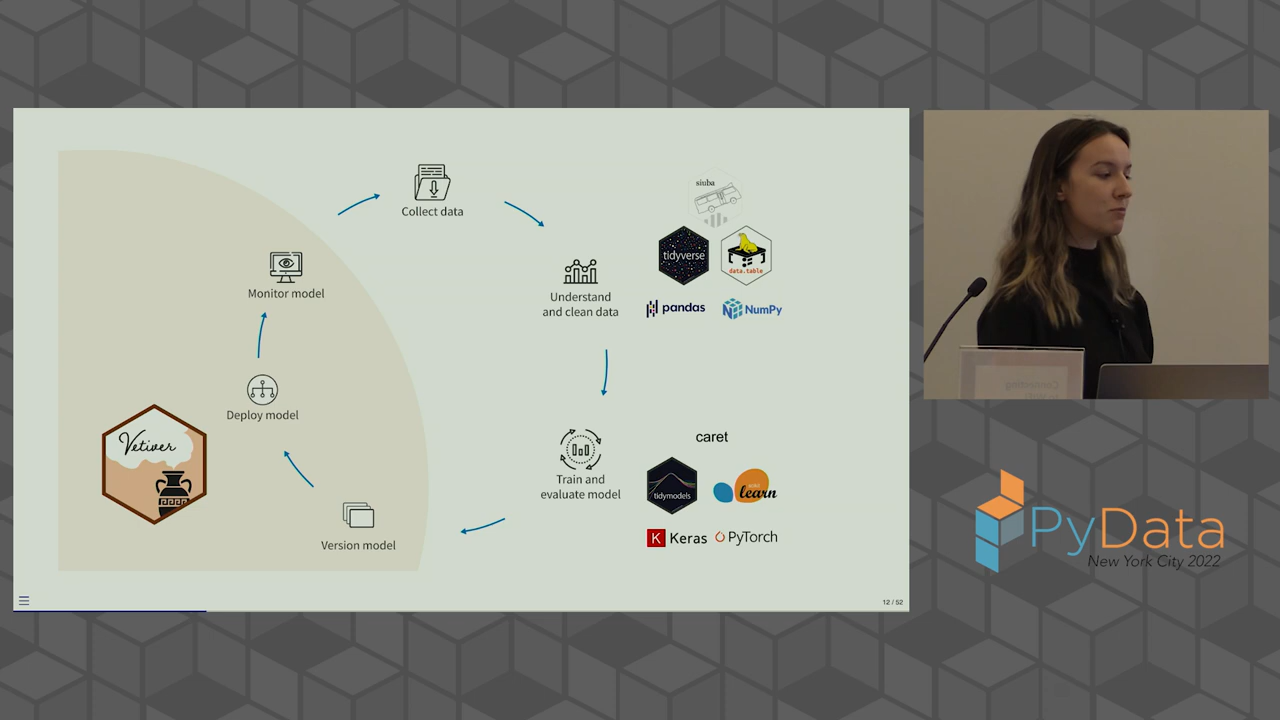 Collect data
siuba
tidyverse
data.table
Understand
and clean data
pandas
NumPy
Monitor model
Deploy model
Vetiver
caret
Train and
evaluate model
tidymodels
learn
Keras
PyTorch
Version model
12 / 52
PyData
New York City 2022